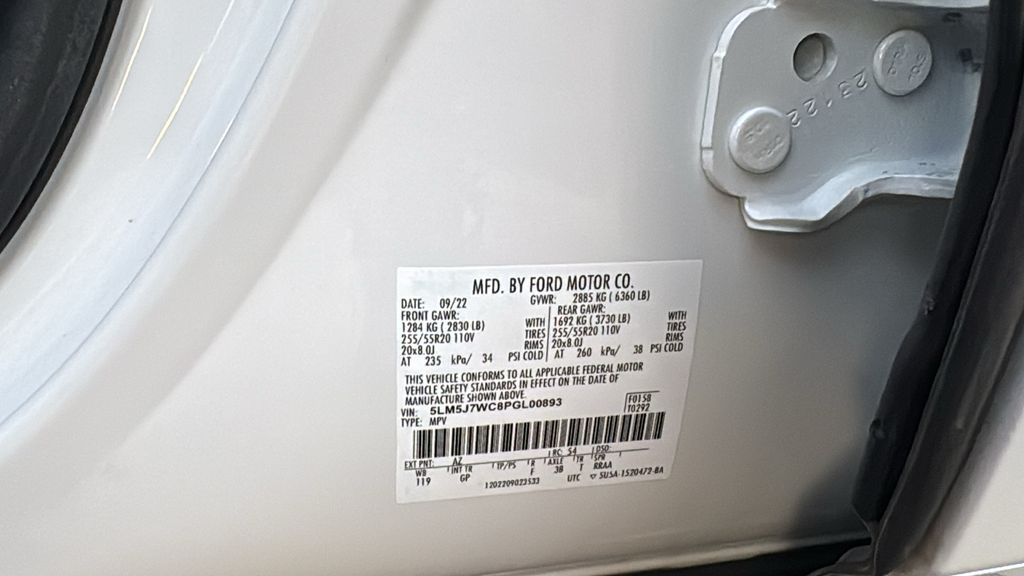 23122
MFD. BY FORD MOTOR CO.
DATE: 09/22 GVWR: 2885 KG ( 6360 LB)
FRONT GAWR: REAR GAWR:
1284 KG ( 2830 LB) WITH 1692 KG ( 3730 LB) WITH
255/55R20 110V TIRES 255/55R20 110V TIRES
20x8.0J RIMS 20x8.0J RIMS
AT 235 kPa/ 34 PSI COLD AT 260 kPa/ 38 PSI COLD
THIS VEHICLE CONFORMS TO ALL APPLICABLE FEDERAL MOTOR
VEHICLE SAFETY STANDARDS IN EFFECT ON THE DATE OF
MANUFACTURE SHOWN ABOVE.
F0158
VIN: 5LM5J7WC8PGL00893 T0292
TYPE: MPV
EXT PNT: AZ RC: 54 DSO:
WB INT TR TP/PS R AXLE TR SPR
119 GP F 3B T RRAA
1202209023533 UTC ▽ 5U5A-1520472-BA